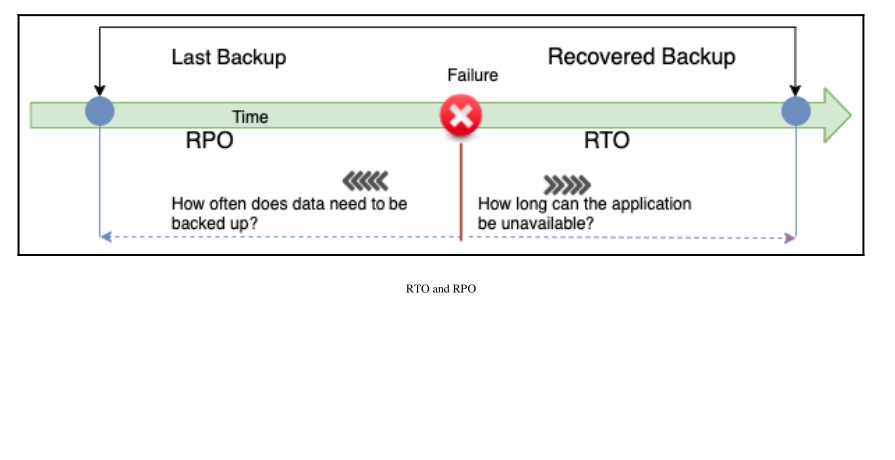 Last Backup
Recovered Backup
Failure
Time
RPO
RTO
How often does data need to be
backed up?
How long can the application
be unavailable?
RTO and RPO